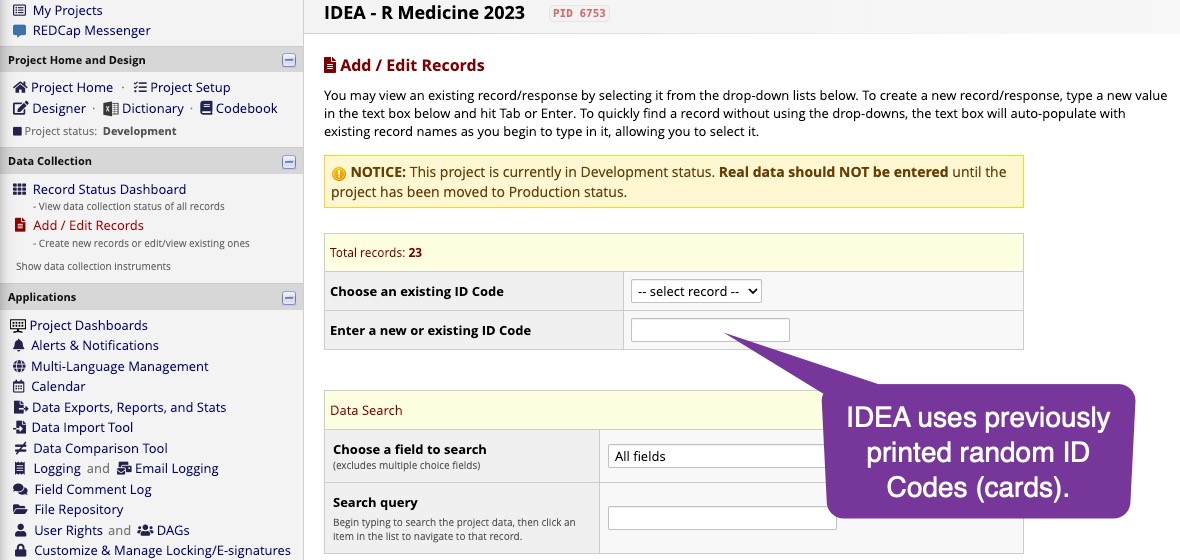 My Projects
REDCap Messenger
Project Home and Design
Project Home · Project Setup
Designer · Dictionary · Codebook
Project status: Development
Data Collection
Record Status Dashboard
- View data collection status of all records
Add / Edit Records
- Create new records or edit/view existing ones
Show data collection instruments
Applications
Project Dashboards
Alerts & Notifications
Multi-Language Management
Calendar
Data Exports, Reports, and Stats
Data Import Tool
Data Comparison Tool
Logging and Email Logging
Field Comment Log
File Repository
User Rights and DAGs
Customize & Manage Locking/E-signatures
IDEA - R Medicine 2023 PID 6753
Add / Edit Records
You may view an existing record/response by selecting it from the drop-down lists below. To create a new record/response, type a new value
in the text box below and hit Tab or Enter. To quickly find a record without using the drop-downs, the text box will auto-populate with
existing record names as you begin to type in it, allowing you to select it.
NOTICE: This project is currently in Development status. Real data should NOT be entered until the
project has been moved to Production status.
Total records: 23
Choose an existing ID Code -- select record --
Enter a new or existing ID Code
Data Search
Choose a field to search
(excludes multiple choice fields)
All fields
Search query
Begin typing to search the project data, then click an
item in the list to navigate to that record.
IDEA uses previously
printed random ID
Codes (cards).